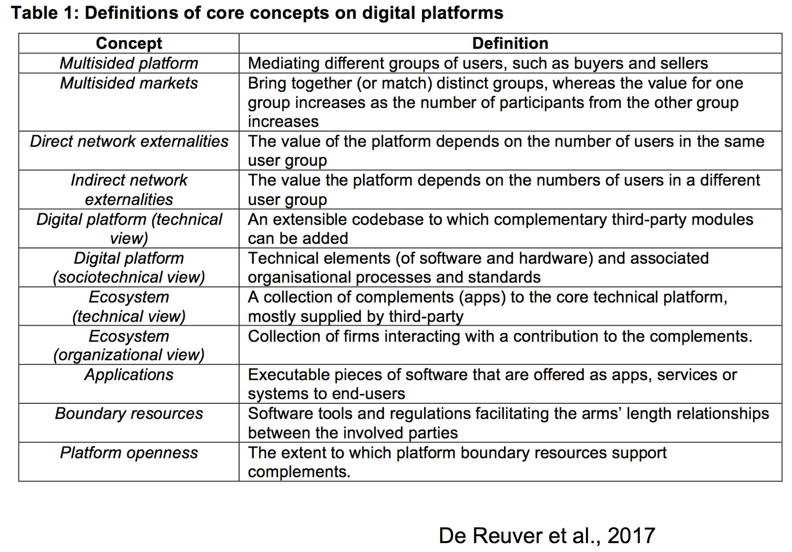 Table 1: Definitions of core concepts on digital platforms
Concept Definition
Multisided platform Mediating different groups of users, such as buyers and sellers
Multisided markets Bring together (or match) distinct groups, whereas the value for one
group increases as the number of participants from the other group
increases
Direct network externalities The value of the platform depends on the number of users in the same
user group
Indirect network The value the platform depends on the numbers of users in a different
externalities user group
Digital platform (technical An extensible codebase to which complementary third-party modules
view) can be added
Digital platform Technical elements (of software and hardware) and associated
(sociotechnical view) organisational processes and standards
Ecosystem A collection of complements (apps) to the core technical platform,
(technical view) mostly supplied by third-party
Ecosystem Collection of firms interacting with a contribution to the complements.
(organizational view)
Applications Executable pieces of software that are offered as apps, services or
systems to end-users
Boundary resources Software tools and regulations facilitating the arms’ length relationships
between the involved parties
Platform openness The extent to which platform boundary resources support
complements.
De Reuver et al., 2017